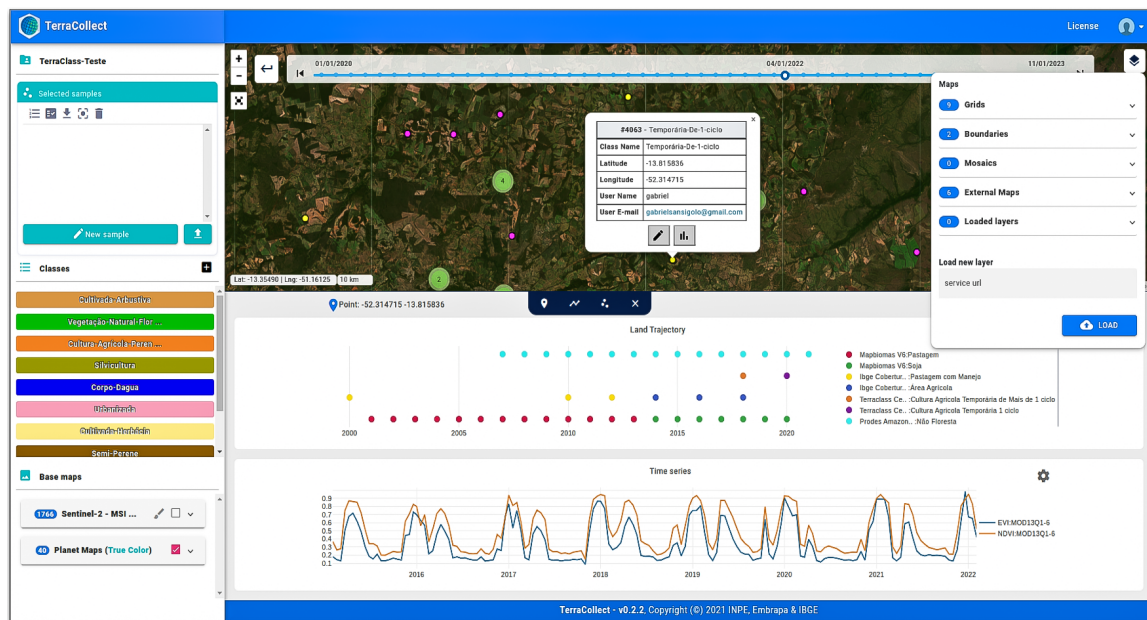 TerraCollect
License
TerraClass-Teste
Selected samples
New sample
Classes
Cultivada-Arbustiva
Vegetação-Natural-Flor ...
Cultura-Agrícola-Peren ...
Silvicultura
Corpo-Dagua
Urbanizada
Cultivada-Herbácia
Semi-Perene
Base maps
1766 Sentinel-2 - MSI ...
40 Planet Maps (True Color)
+
−
01/01/2020
04/01/2022
11/01/2023
4
2
x
#4063 - Temporária-De-1-ciclo
Class Name Temporária-De-1-ciclo
Latitude -13.815836
Longitude -52.314715
User Name gabriel
User E-mail gabrielsansigolo@gmail.com
Lat: -13.35490 | Lng: -51.16125 10 km
Maps
9 Grids
2 Boundaries
0 Mosaics
6 External Maps
0 Loaded layers
Load new layer
service url
LOAD
Point: -52.314715 -13.815836
Land Trajectory
Mapbiomas V6:Pastagem
Mapbiomas V6:Soja
Ibge Cobertur.. :Pastagem com Manejo
Ibge Cobertur.. :Área Agrícola
Terraclass Ce.. :Cultura Agrícola Temporária de Mais de 1 ciclo
Terraclass Ce.. :Cultura Agrícola Temporária 1 ciclo
Prodes Amazon.. :Não Floresta
2000 2005 2010 2015 2020
Time series
0.9
0.8
0.7
0.6
0.5
0.4
0.3
0.2
0.1
EVI:MOD13Q1-6
NDVI:MOD13Q1-6
2016 2017 2018 2019 2020 2021 2022
TerraCollect - v0.2.2, Copyright (©) 2021 INPE, Embrapa & IBGE